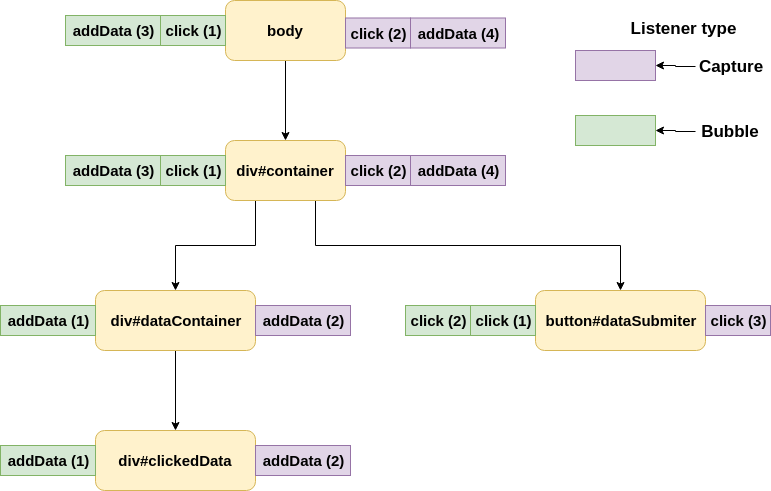 addData (3) click (1) body click (2) addData (4)
Listener type
Capture
Bubble
addData (3) click (1) div#container click (2) addData (4)
addData (1) div#dataContainer addData (2)
click (2) click (1) button#dataSubmiter click (3)
addData (1) div#clickedData addData (2)